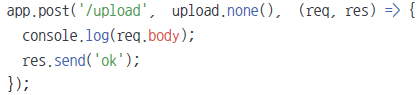 app.post('/upload', upload.none(), (req, res) => {
  console.log(req.body);
  res.send('ok');
});